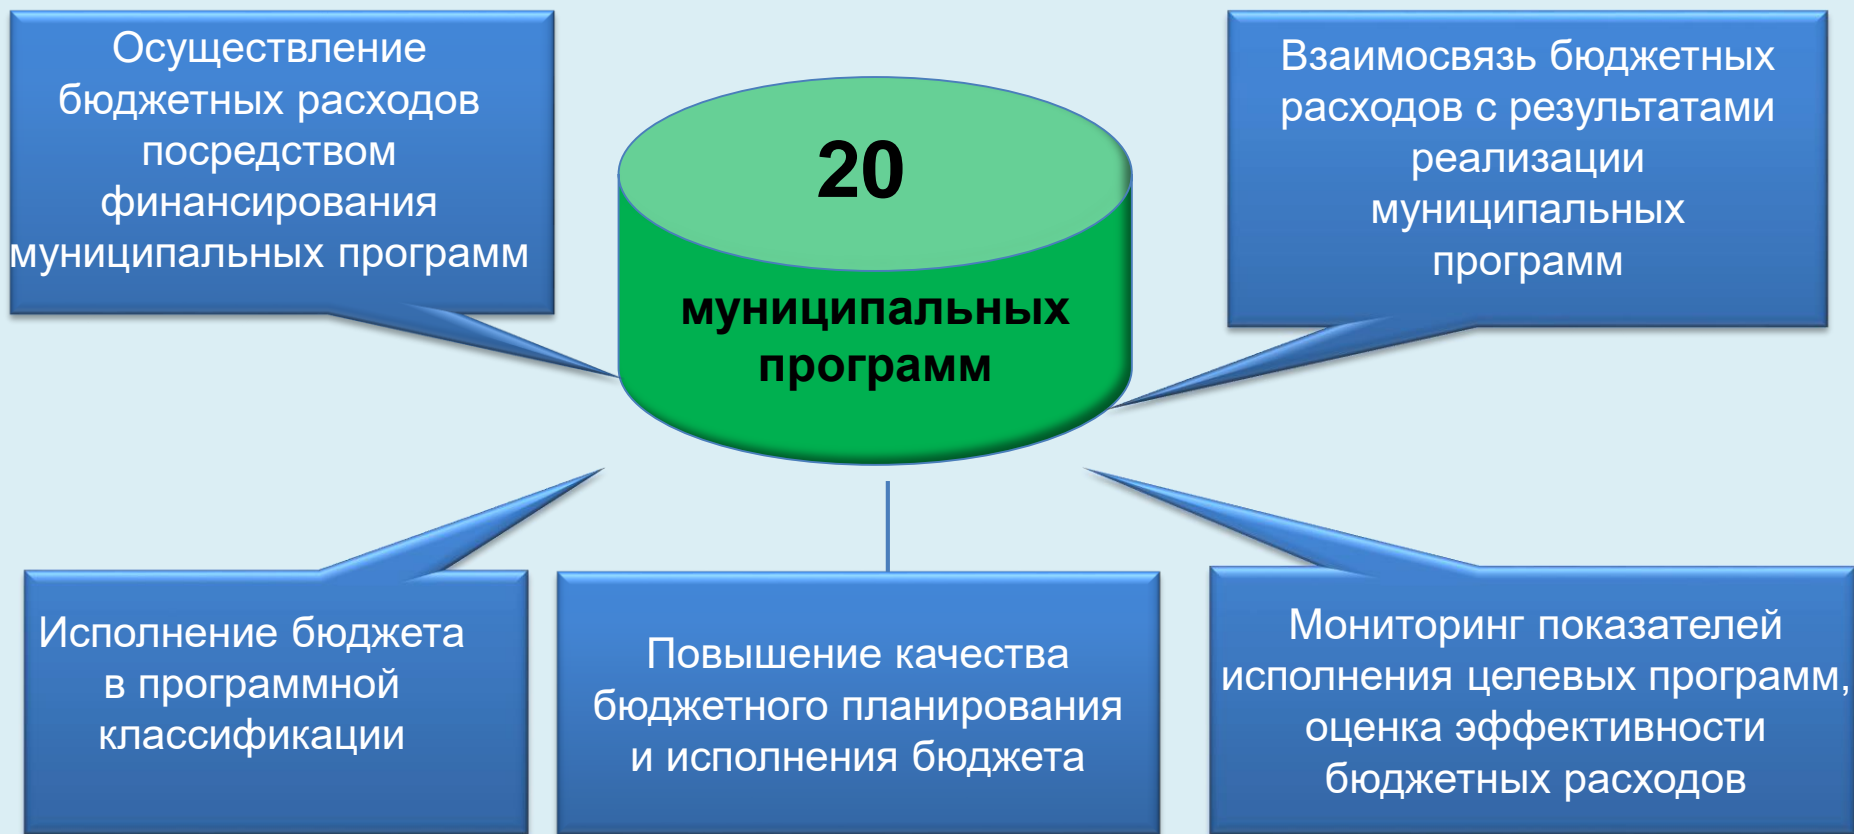 Осуществление
бюджетных расходов
посредством
финансирования
муниципальных программ
20
муниципальных
программ
Взаимосвязь бюджетных
расходов с результатами
реализации
муниципальных
программ
Исполнение бюджета
в программной
классификации
Повышение качества
бюджетного планирования
и исполнения бюджета
Мониторинг показателей
исполнения целевых программ,
оценка эффективности
бюджетных расходов